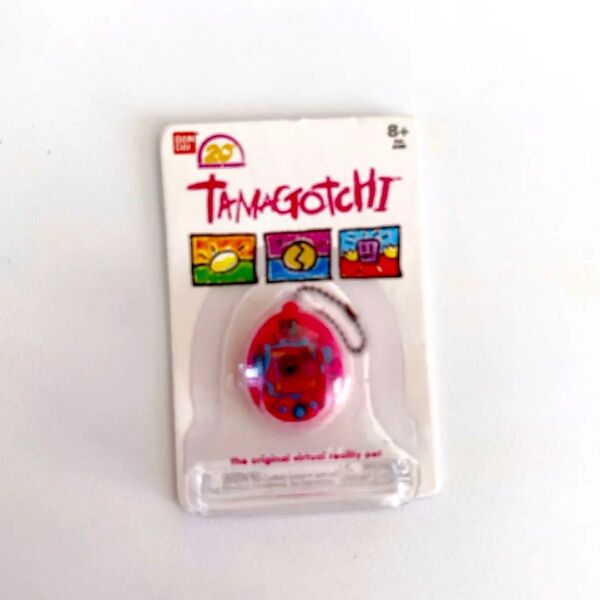 BAN
DAI
8+
20
TAMAGOTCHI
the original virtual reality pet